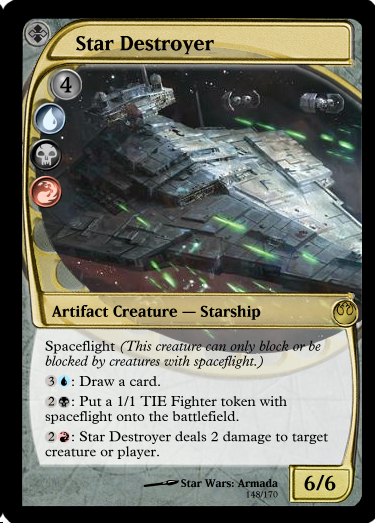 Star Destroyer
4
Artifact Creature — Starship
Spaceflight (This creature can only block or be
blocked by creatures with spaceflight.)
3 : Draw a card.
2 : Put a 1/1 TIE Fighter token with
spaceflight onto the battlefield.
2 : Star Destroyer deals 2 damage to target
creature or player.
Star Wars: Armada
148/170
6/6